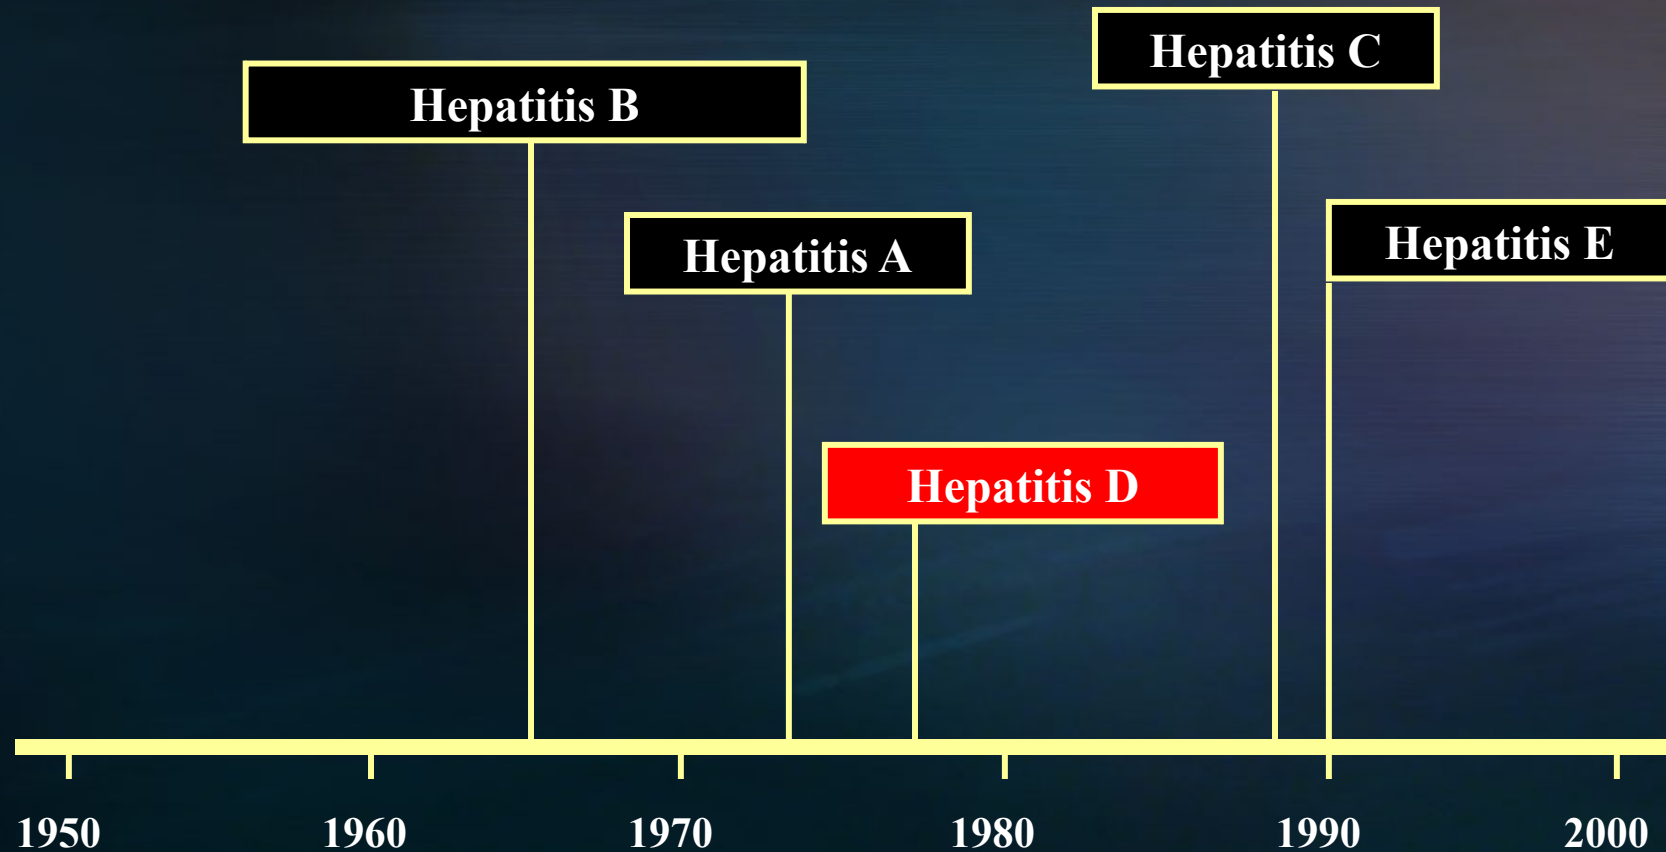 Hepatitis C
Hepatitis B
Hepatitis E
Hepatitis A
Hepatitis D
1950 1960 1970 1980 1990 2000